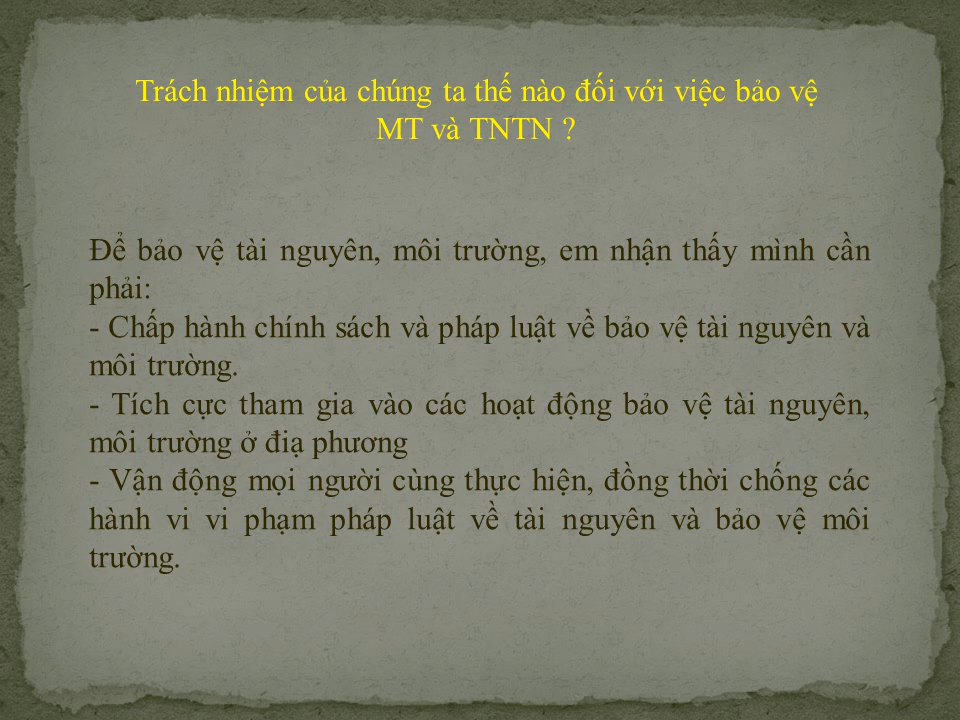 Trách nhiệm của chúng ta thế nào đối với việc bảo vệ
MT và TNTN ?
Để bảo vệ tài nguyên, môi trường, em nhận thấy mình cần
phải:
- Chấp hành chính sách và pháp luật về bảo vệ tài nguyên và
môi trường.
- Tích cực tham gia vào các hoạt động bảo vệ tài nguyên,
môi trường ở điạ phương
- Vận động mọi người cùng thực hiện, đồng thời chống các
hành vi vi phạm pháp luật về tài nguyên và bảo vệ môi
trường.